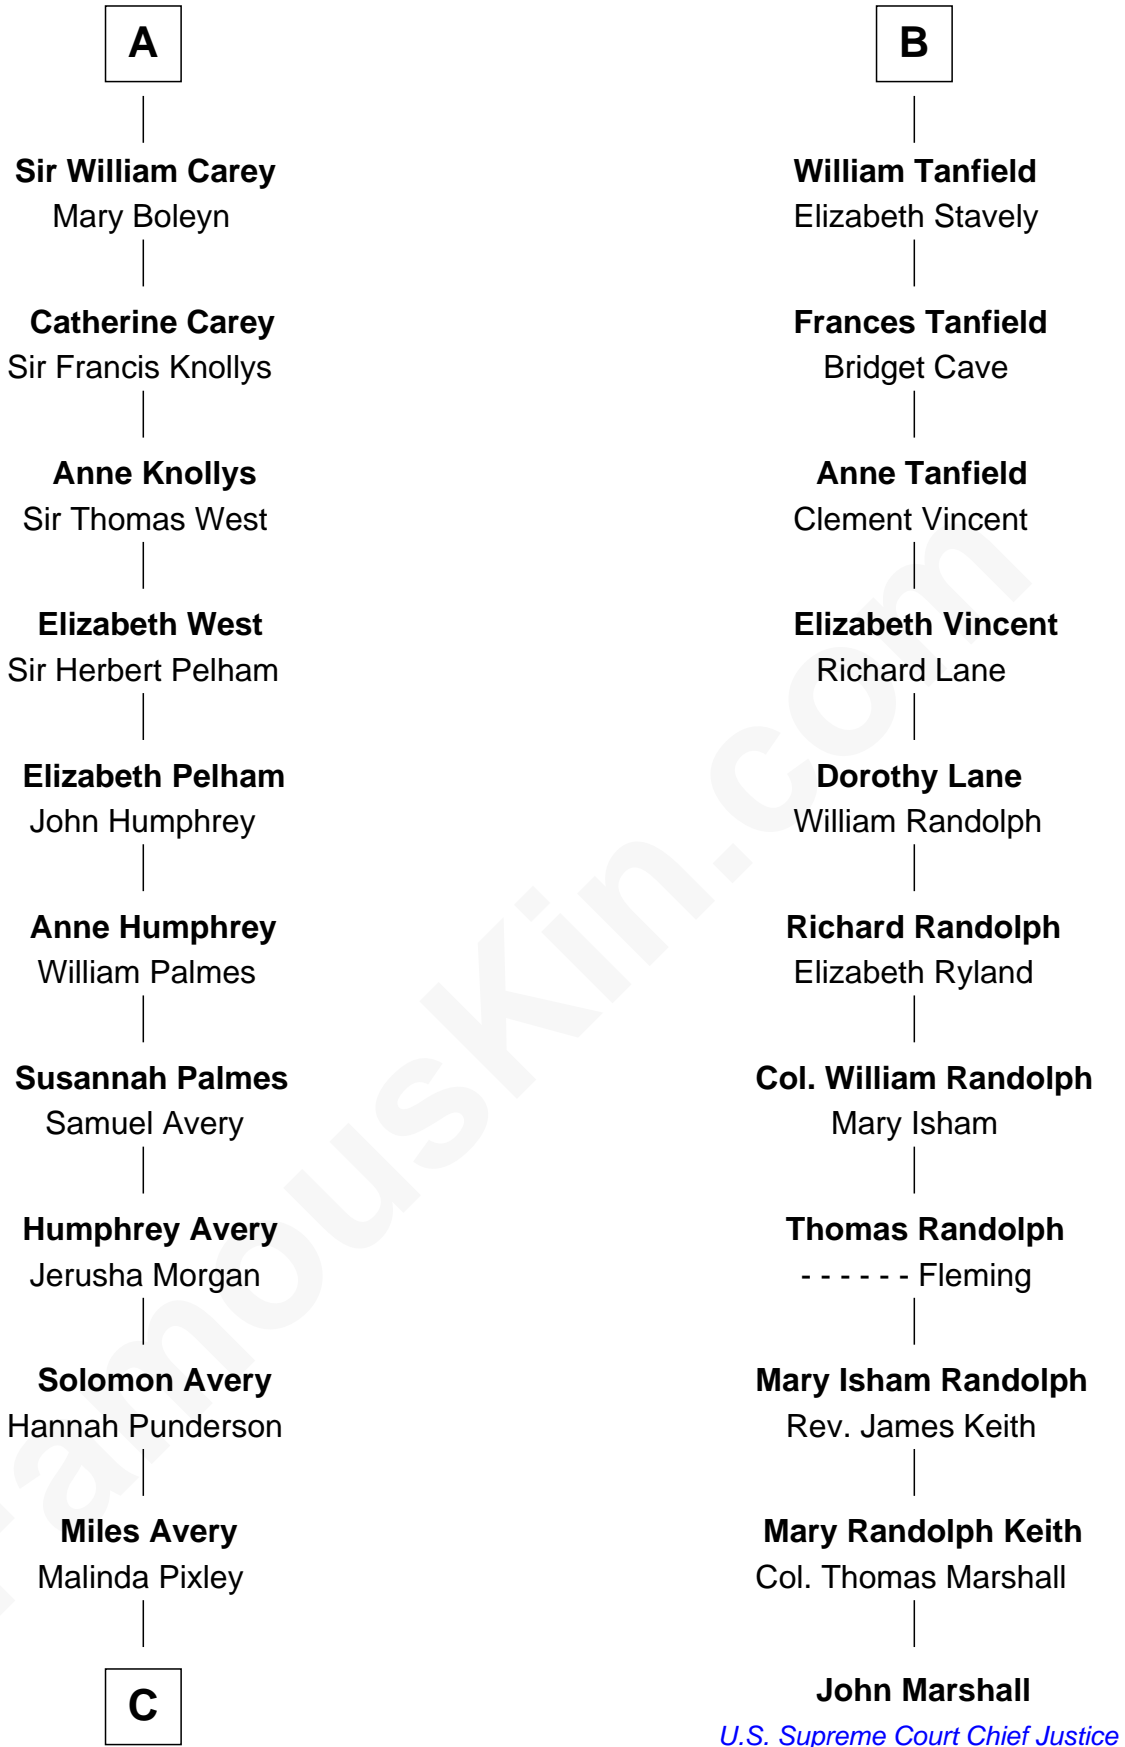 A
Sir William Carey
Mary Boleyn
Catherine Carey
Sir Francis Knollys
Anne Knollys
Sir Thomas West
Elizabeth West
Sir Herbert Pelham
Elizabeth Pelham
John Humphrey
Anne Humphrey
William Palmes
Susannah Palmes
Samuel Avery
Humphrey Avery
Jerusha Morgan
Solomon Avery
Hannah Punderson
Miles Avery
Malinda Pixley
C
B
William Tanfield
Elizabeth Stavely
Frances Tanfield
Bridget Cave
Anne Tanfield
Clement Vincent
Elizabeth Vincent
Richard Lane
Dorothy Lane
William Randolph
Richard Randolph
Elizabeth Ryland
Col. William Randolph
Mary Isham
Thomas Randolph
- - - - - - Fleming
Mary Isham Randolph
Rev. James Keith
Mary Randolph Keith
Col. Thomas Marshall
John Marshall
U.S. Supreme Court Chief Justice
FamousKin.com